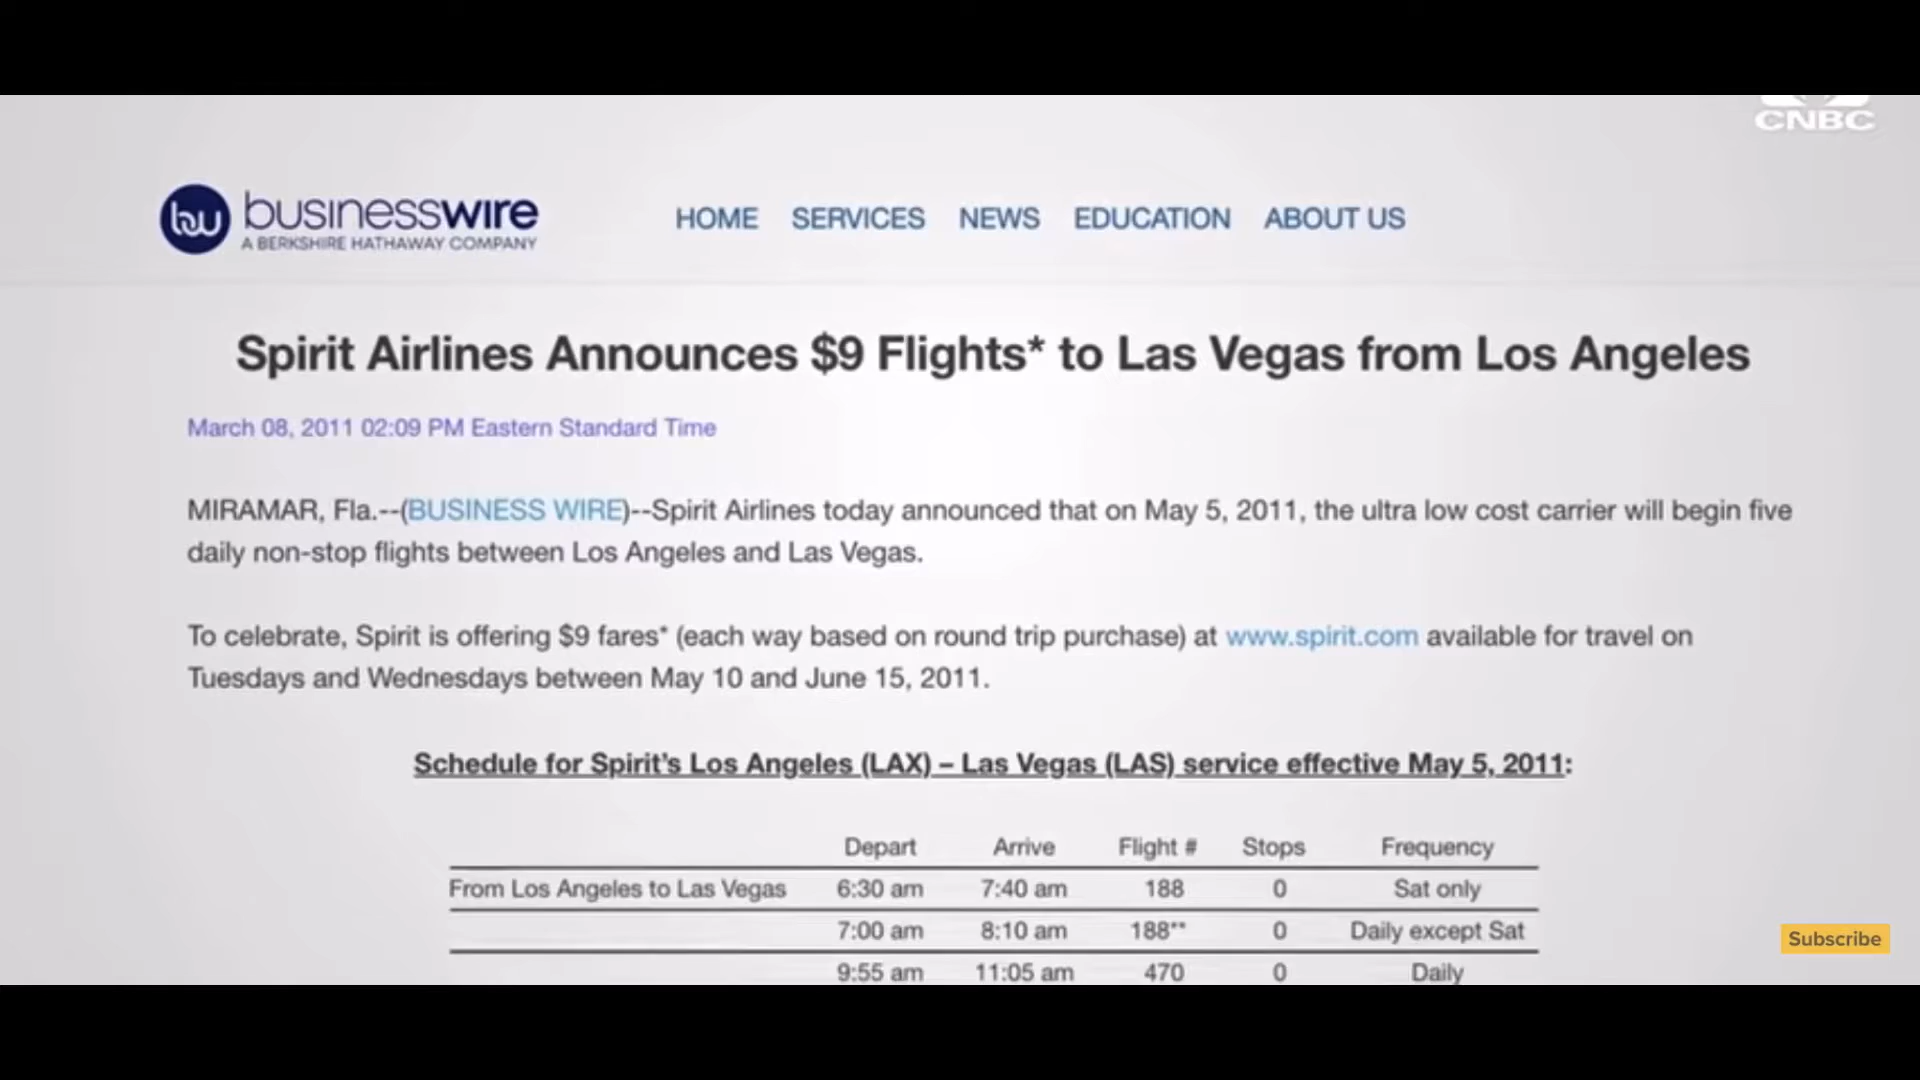 CNBC
bw businesswire
A BERKSHIRE HATHAWAY COMPANY
HOME SERVICES NEWS EDUCATION ABOUT US
Spirit Airlines Announces $9 Flights* to Las Vegas from Los Angeles
March 08, 2011 02:09 PM Eastern Standard Time
MIRAMAR, Fla.--(BUSINESS WIRE)--Spirit Airlines today announced that on May 5, 2011, the ultra low cost carrier will begin five
daily non-stop flights between Los Angeles and Las Vegas.
To celebrate, Spirit is offering $9 fares* (each way based on round trip purchase) at www.spirit.com available for travel on
Tuesdays and Wednesdays between May 10 and June 15, 2011.
Schedule for Spirit's Los Angeles (LAX) – Las Vegas (LAS) service effective May 5, 2011:
Depart Arrive Flight # Stops Frequency
From Los Angeles to Las Vegas 6:30 am 7:40 am 188 0 Sat only
7:00 am 8:10 am 188** 0 Daily except Sat
9:55 am 11:05 am 470 0 Daily
Subscribe